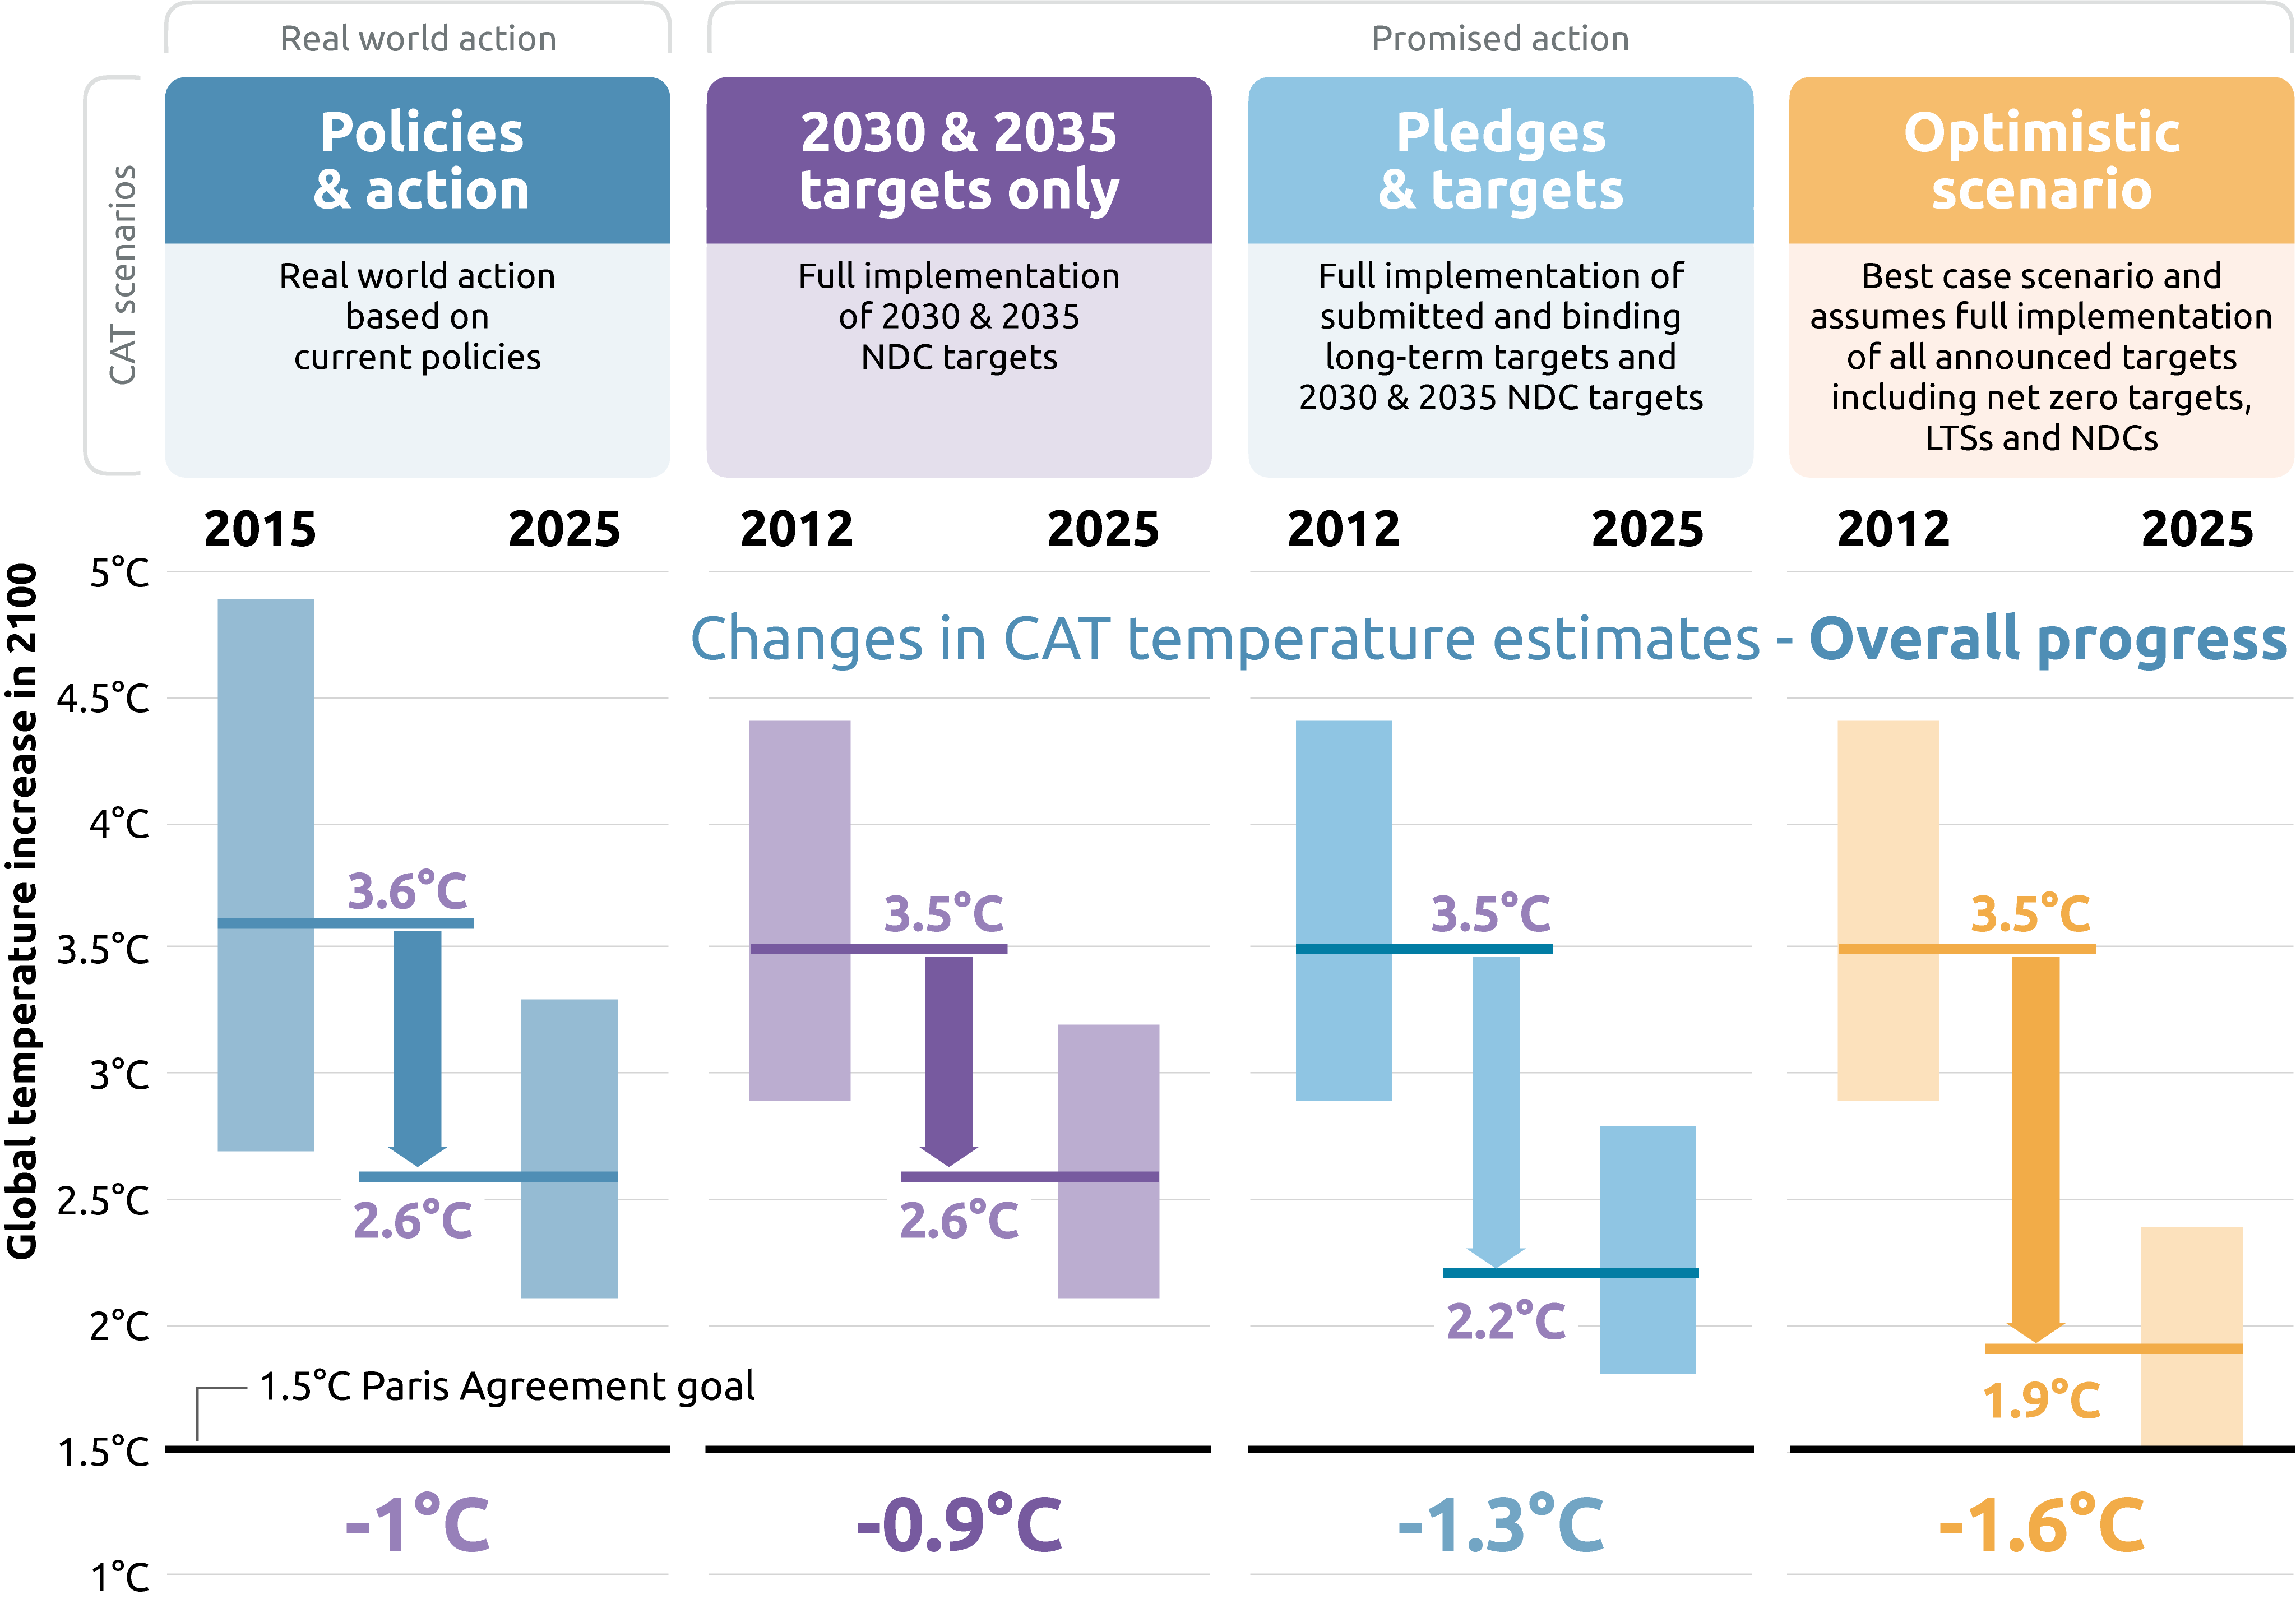 Real world action
Promised action
CAT scenarios
Policies
& action
Real world action
based on
current policies
2030 & 2035
targets only
Full implementation
of 2030 & 2035
NDC targets
Pledges
& targets
Full implementation of
submitted and binding
long-term targets and
2030 & 2035 NDC targets
Optimistic
scenario
Best case scenario and
assumes full implementation
of all announced targets
including net zero targets,
LTSs and NDCs
2015 2025 2012 2025 2012 2025 2012 2025
Global temperature increase in 2100
Changes in CAT temperature estimates - Overall progress
5°C
4.5°C
4°C
3.5°C
3°C
2.5°C
2°C
1.5°C
1°C
3.6°C
2.6°C
3.5°C
2.6°C
3.5°C
2.2°C
3.5°C
1.9°C
1.5°C Paris Agreement goal
-1°C
-0.9°C
-1.3°C
-1.6°C